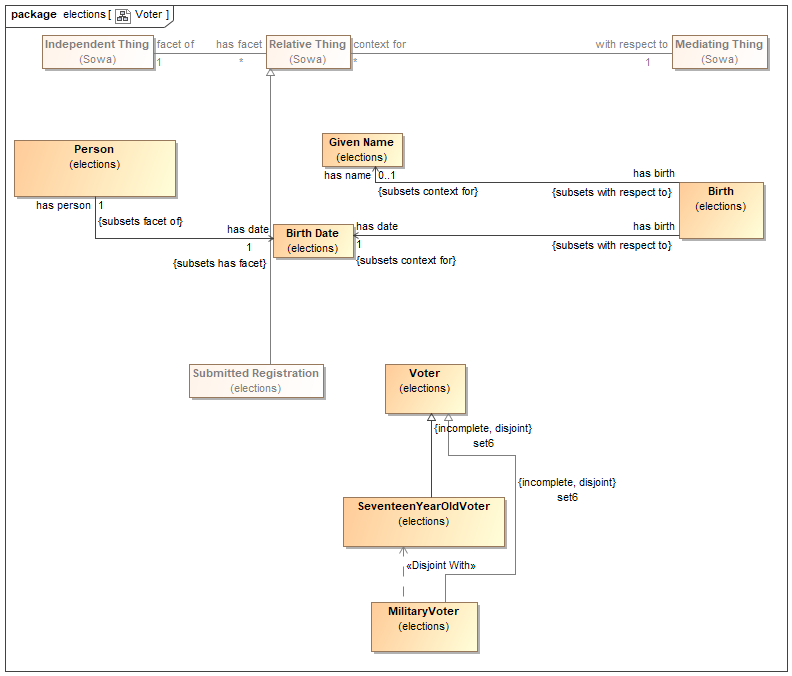 package elections [ Voter ]
Independent Thing
(Sowa)
facet of
1
has facet
*
Relative Thing
(Sowa)
context for
*
with respect to
1
Mediating Thing
(Sowa)
Person
(elections)
Given Name
(elections)
has name
0..1
{subsets context for}
has birth
{subsets with respect to}
Birth
(elections)
has person
1
{subsets facet of}
has date
1
{subsets has facet}
Birth Date
(elections)
has date
1
{subsets context for}
has birth
{subsets with respect to}
Submitted Registration
(elections)
Voter
(elections)
{incomplete, disjoint}
set6
{incomplete, disjoint}
set6
SeventeenYearOldVoter
(elections)
«Disjoint With»
MilitaryVoter
(elections)